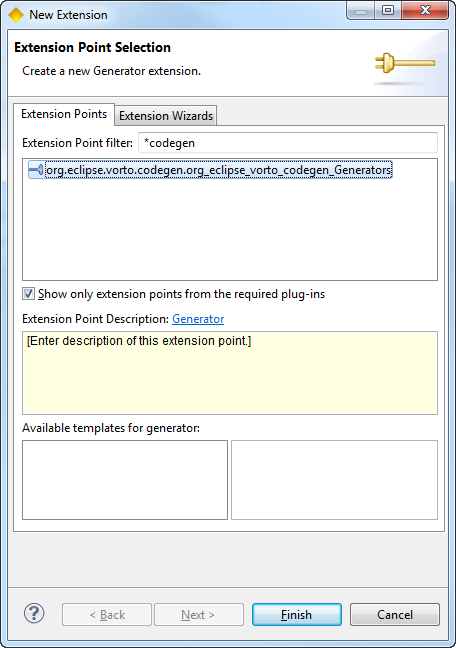 New Extension
Extension Point Selection
Create a new Generator extension.
Extension Points
Extension Wizards
Extension Point filter: *codegen
org.eclipse.vorto.codegen.org_eclipse_vorto_codegen_Generators
Show only extension points from the required plug-ins
Extension Point Description: Generator
[Enter description of this extension point.]
Available templates for generator:
?
< Back
Next >
Finish
Cancel